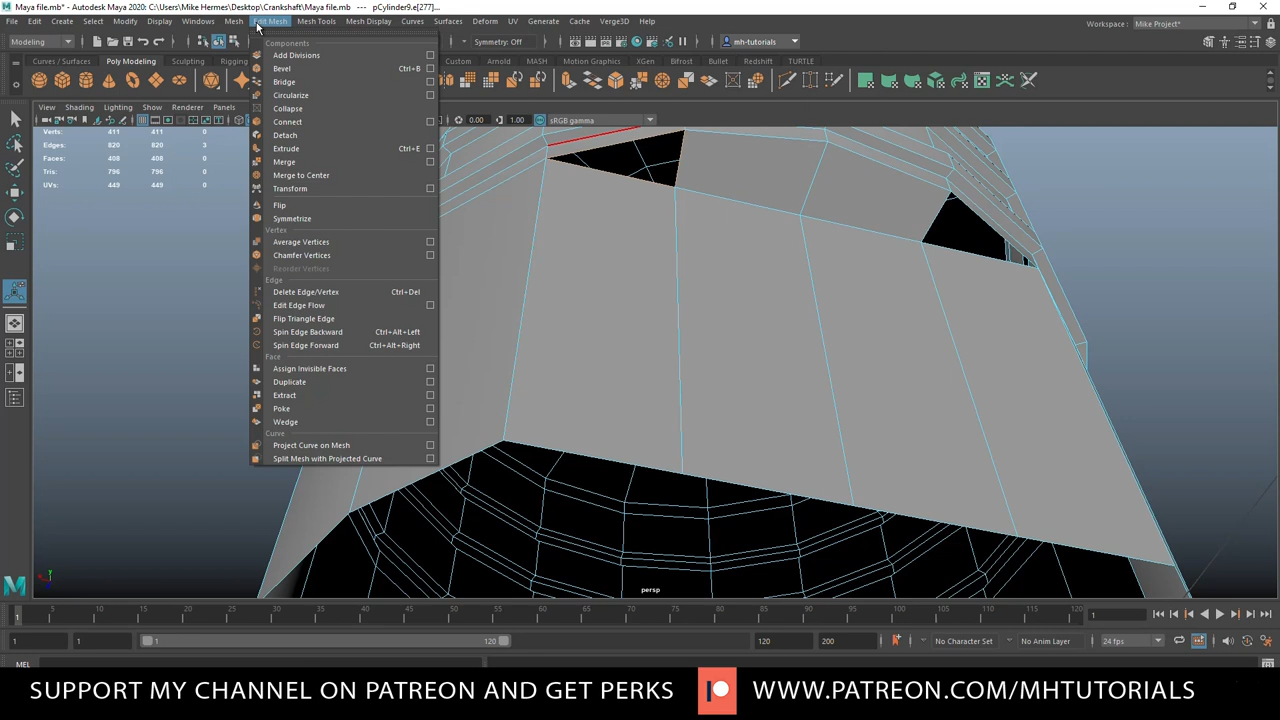 Maya file.mb* - Autodesk Maya 2020: C:\Users\Mike Hermes\Desktop\Crankshaft\Maya file.mb --- pCylinder9.e[277]...
File Edit Create Select Modify Display Windows Mesh Edit Mesh Mesh Tools Mesh Display Curves Surfaces Deform UV Generate Cache Verge3D Help
Workspace: Mike Project*
Modeling Symmetry: Off mh-tutorials
Curves / Surfaces Poly Modeling Sculpting Rigging Custom Arnold MASH Motion Graphics XGen Bifrost Bullet Redshift TURTLE
View Shading Lighting Show Renderer Panels
0.00 1.00 sRGB gamma
Verts: 411 411 0
Edges: 820 820 3
Faces: 408 408 0
Tris: 796 796 0
UVs: 449 449 0
Components
Add Divisions
Bevel Ctrl+B
Bridge
Circularize
Collapse
Connect
Detach
Extrude Ctrl+E
Merge
Merge to Center
Transform
Flip
Symmetrize
Vertex
Average Vertices
Chamfer Vertices
Reorder Vertices
Edge
Delete Edge/Vertex Ctrl+Del
Edit Edge Flow
Flip Triangle Edge
Spin Edge Backward Ctrl+Alt+Left
Spin Edge Forward Ctrl+Alt+Right
Face
Assign Invisible Faces
Duplicate
Extract
Poke
Wedge
Curve
Project Curve on Mesh
Split Mesh with Projected Curve
persp
1 5 10 15 20 25 30 35 40 45 50 55 60 65 70 75 80 85 90 95 100 105 110 115 120 1
1 1 1 120 120 200 No Character Set No Anim Layer 24 fps
MEL
SUPPORT MY CHANNEL ON PATREON AND GET PERKS WWW.PATREON.COM/MHTUTORIALS